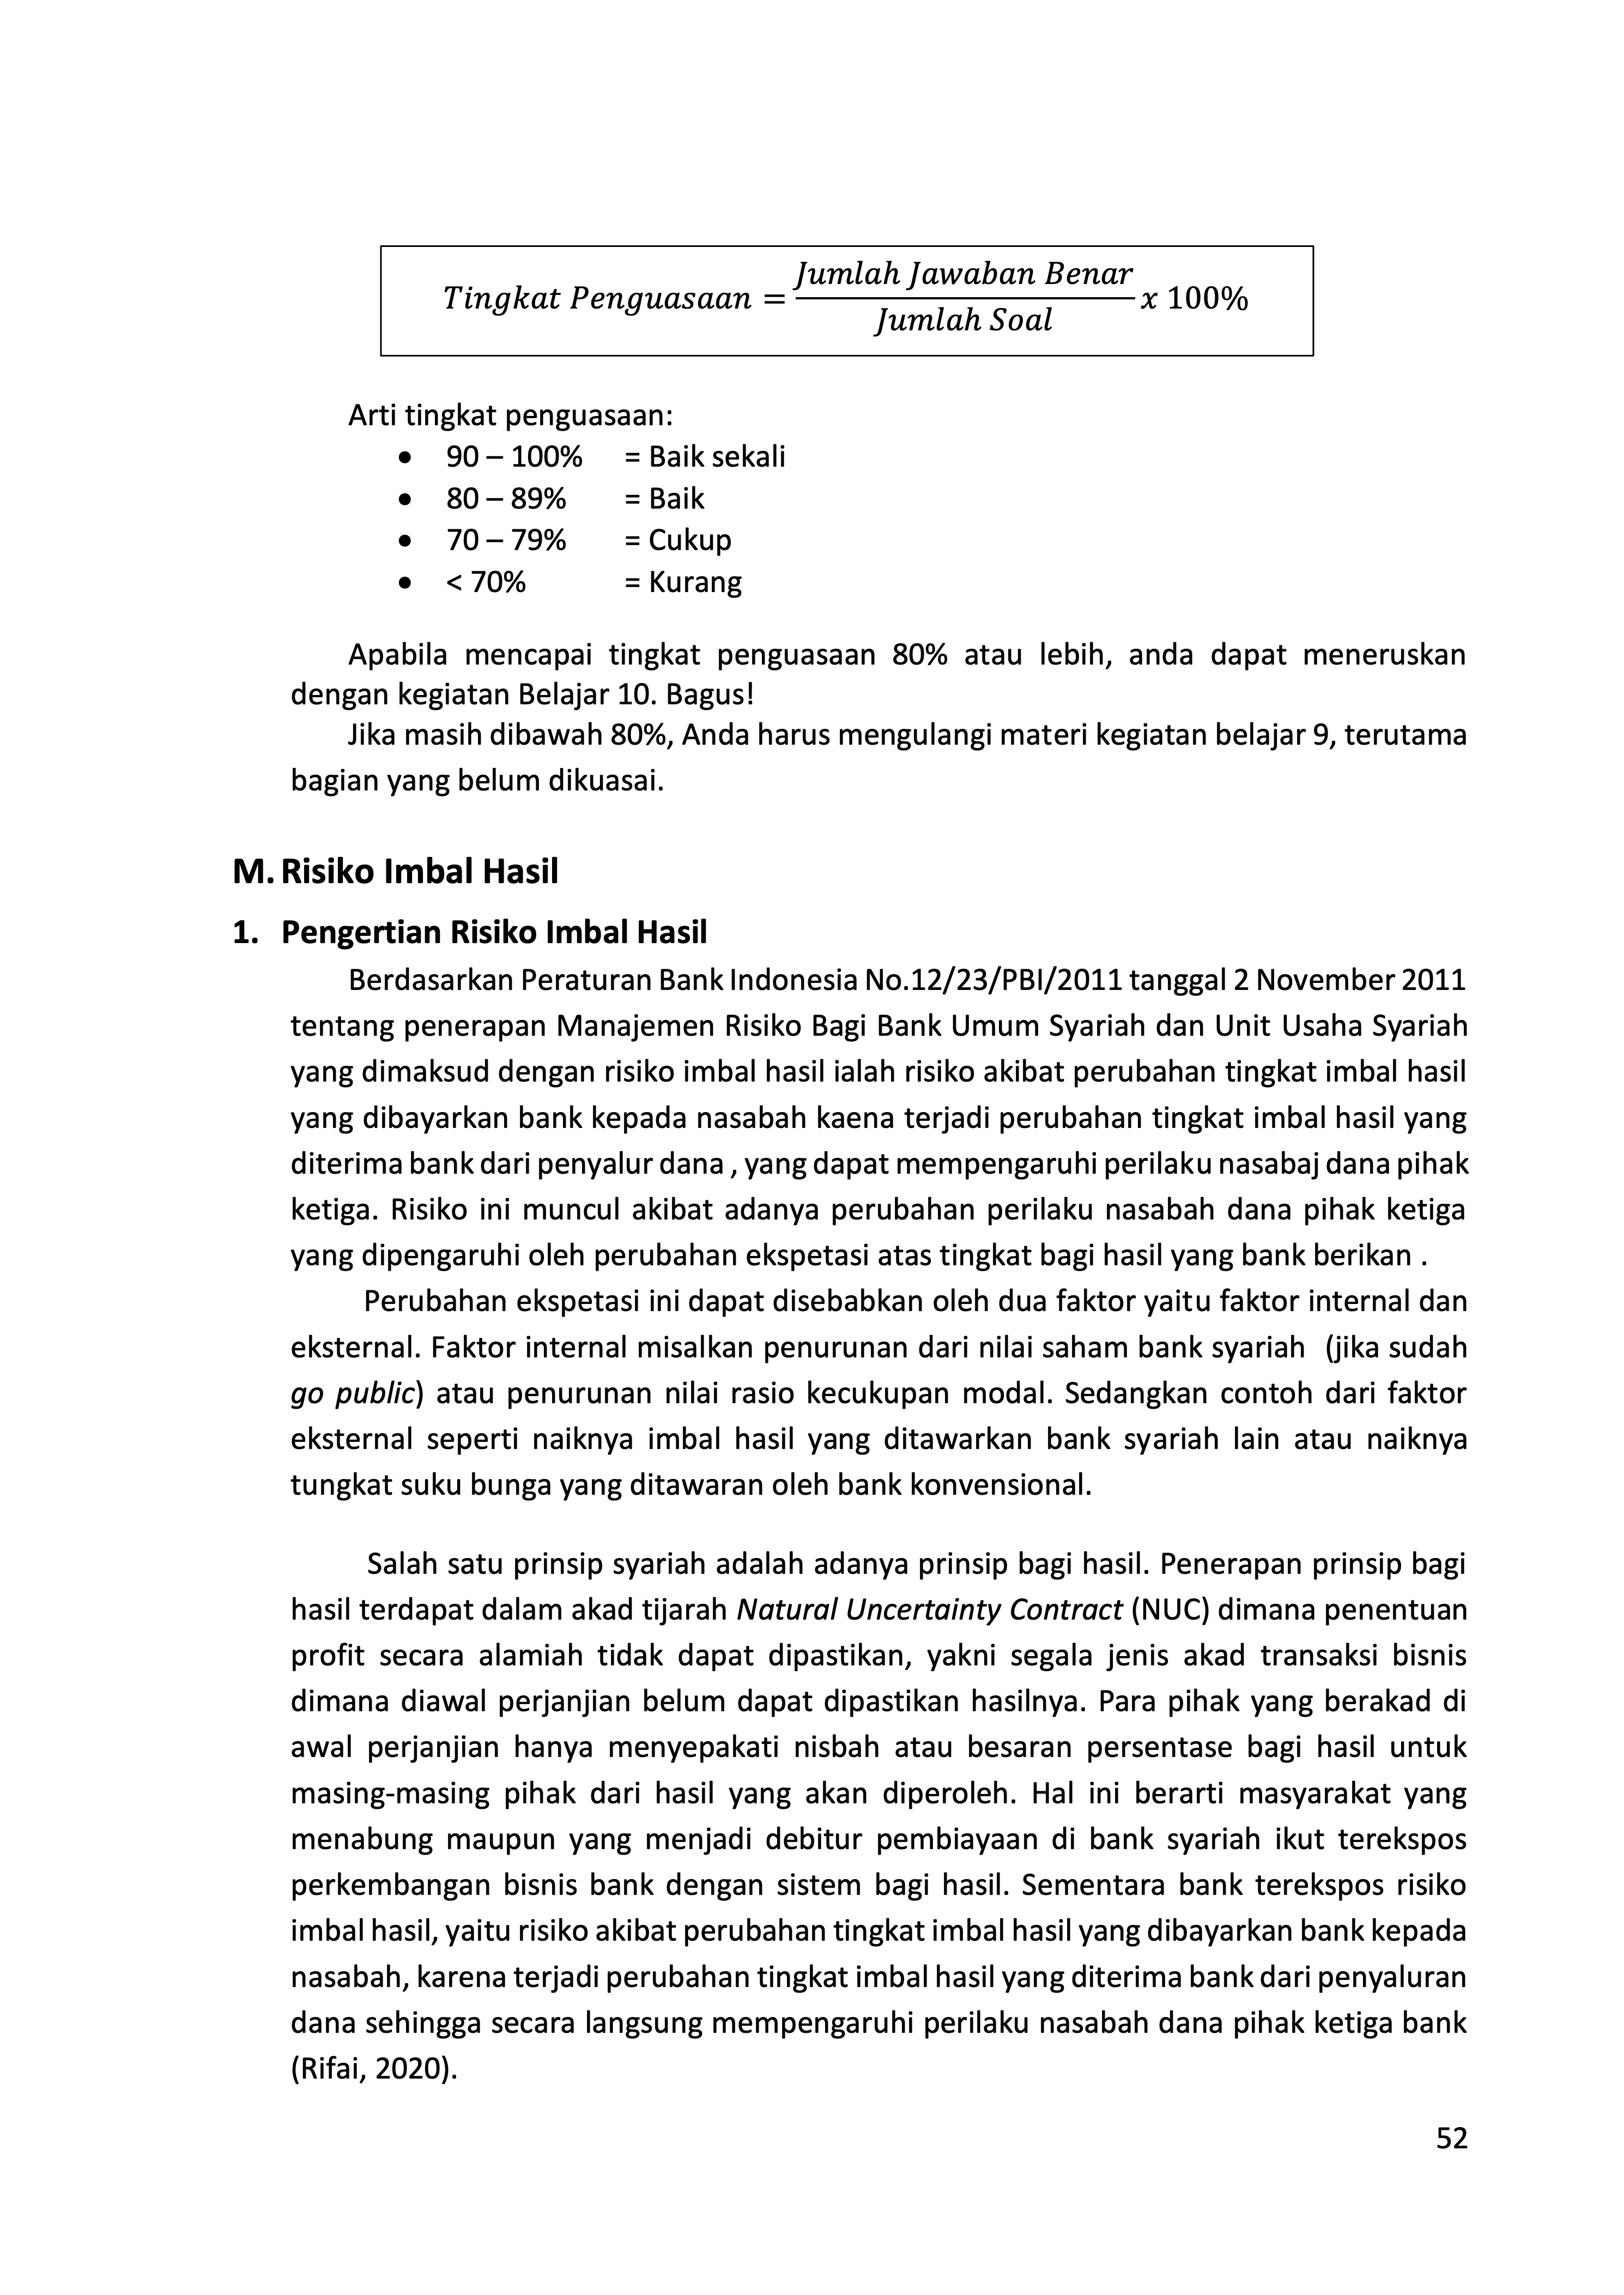 Tingkat Penguasaan = Jumlah Jawaban Benar / Jumlah Soal x 100%
Arti tingkat penguasaan:
• 90 – 100% = Baik sekali
• 80 – 89% = Baik
• 70 – 79% = Cukup
• < 70% = Kurang
Apabila mencapai tingkat penguasaan 80% atau lebih, anda dapat meneruskan
dengan kegiatan Belajar 10. Bagus!
Jika masih dibawah 80%, Anda harus mengulangi materi kegiatan belajar 9, terutama
bagian yang belum dikuasai.
M. Risiko Imbal Hasil
1. Pengertian Risiko Imbal Hasil
Berdasarkan Peraturan Bank Indonesia No.12/23/PBI/2011 tanggal 2 November 2011
tentang penerapan Manajemen Risiko Bagi Bank Umum Syariah dan Unit Usaha Syariah
yang dimaksud dengan risiko imbal hasil ialah risiko akibat perubahan tingkat imbal hasil
yang dibayarkan bank kepada nasabah kaena terjadi perubahan tingkat imbal hasil yang
diterima bank dari penyalur dana , yang dapat mempengaruhi perilaku nasabaj dana pihak
ketiga. Risiko ini muncul akibat adanya perubahan perilaku nasabah dana pihak ketiga
yang dipengaruhi oleh perubahan ekspetasi atas tingkat bagi hasil yang bank berikan .
Perubahan ekspetasi ini dapat disebabkan oleh dua faktor yaitu faktor internal dan
eksternal. Faktor internal misalkan penurunan dari nilai saham bank syariah (jika sudah
go public) atau penurunan nilai rasio kecukupan modal. Sedangkan contoh dari faktor
eksternal seperti naiknya imbal hasil yang ditawarkan bank syariah lain atau naiknya
tungkat suku bunga yang ditawaran oleh bank konvensional.
Salah satu prinsip syariah adalah adanya prinsip bagi hasil. Penerapan prinsip bagi
hasil terdapat dalam akad tijarah Natural Uncertainty Contract (NUC) dimana penentuan
profit secara alamiah tidak dapat dipastikan, yakni segala jenis akad transaksi bisnis
dimana diawal perjanjian belum dapat dipastikan hasilnya. Para pihak yang berakad di
awal perjanjian hanya menyepakati nisbah atau besaran persentase bagi hasil untuk
masing-masing pihak dari hasil yang akan diperoleh. Hal ini berarti masyarakat yang
menabung maupun yang menjadi debitur pembiayaan di bank syariah ikut terekspos
perkembangan bisnis bank dengan sistem bagi hasil. Sementara bank terekspos risiko
imbal hasil, yaitu risiko akibat perubahan tingkat imbal hasil yang dibayarkan bank kepada
nasabah, karena terjadi perubahan tingkat imbal hasil yang diterima bank dari penyaluran
dana sehingga secara langsung mempengaruhi perilaku nasabah dana pihak ketiga bank
(Rifai, 2020).
52